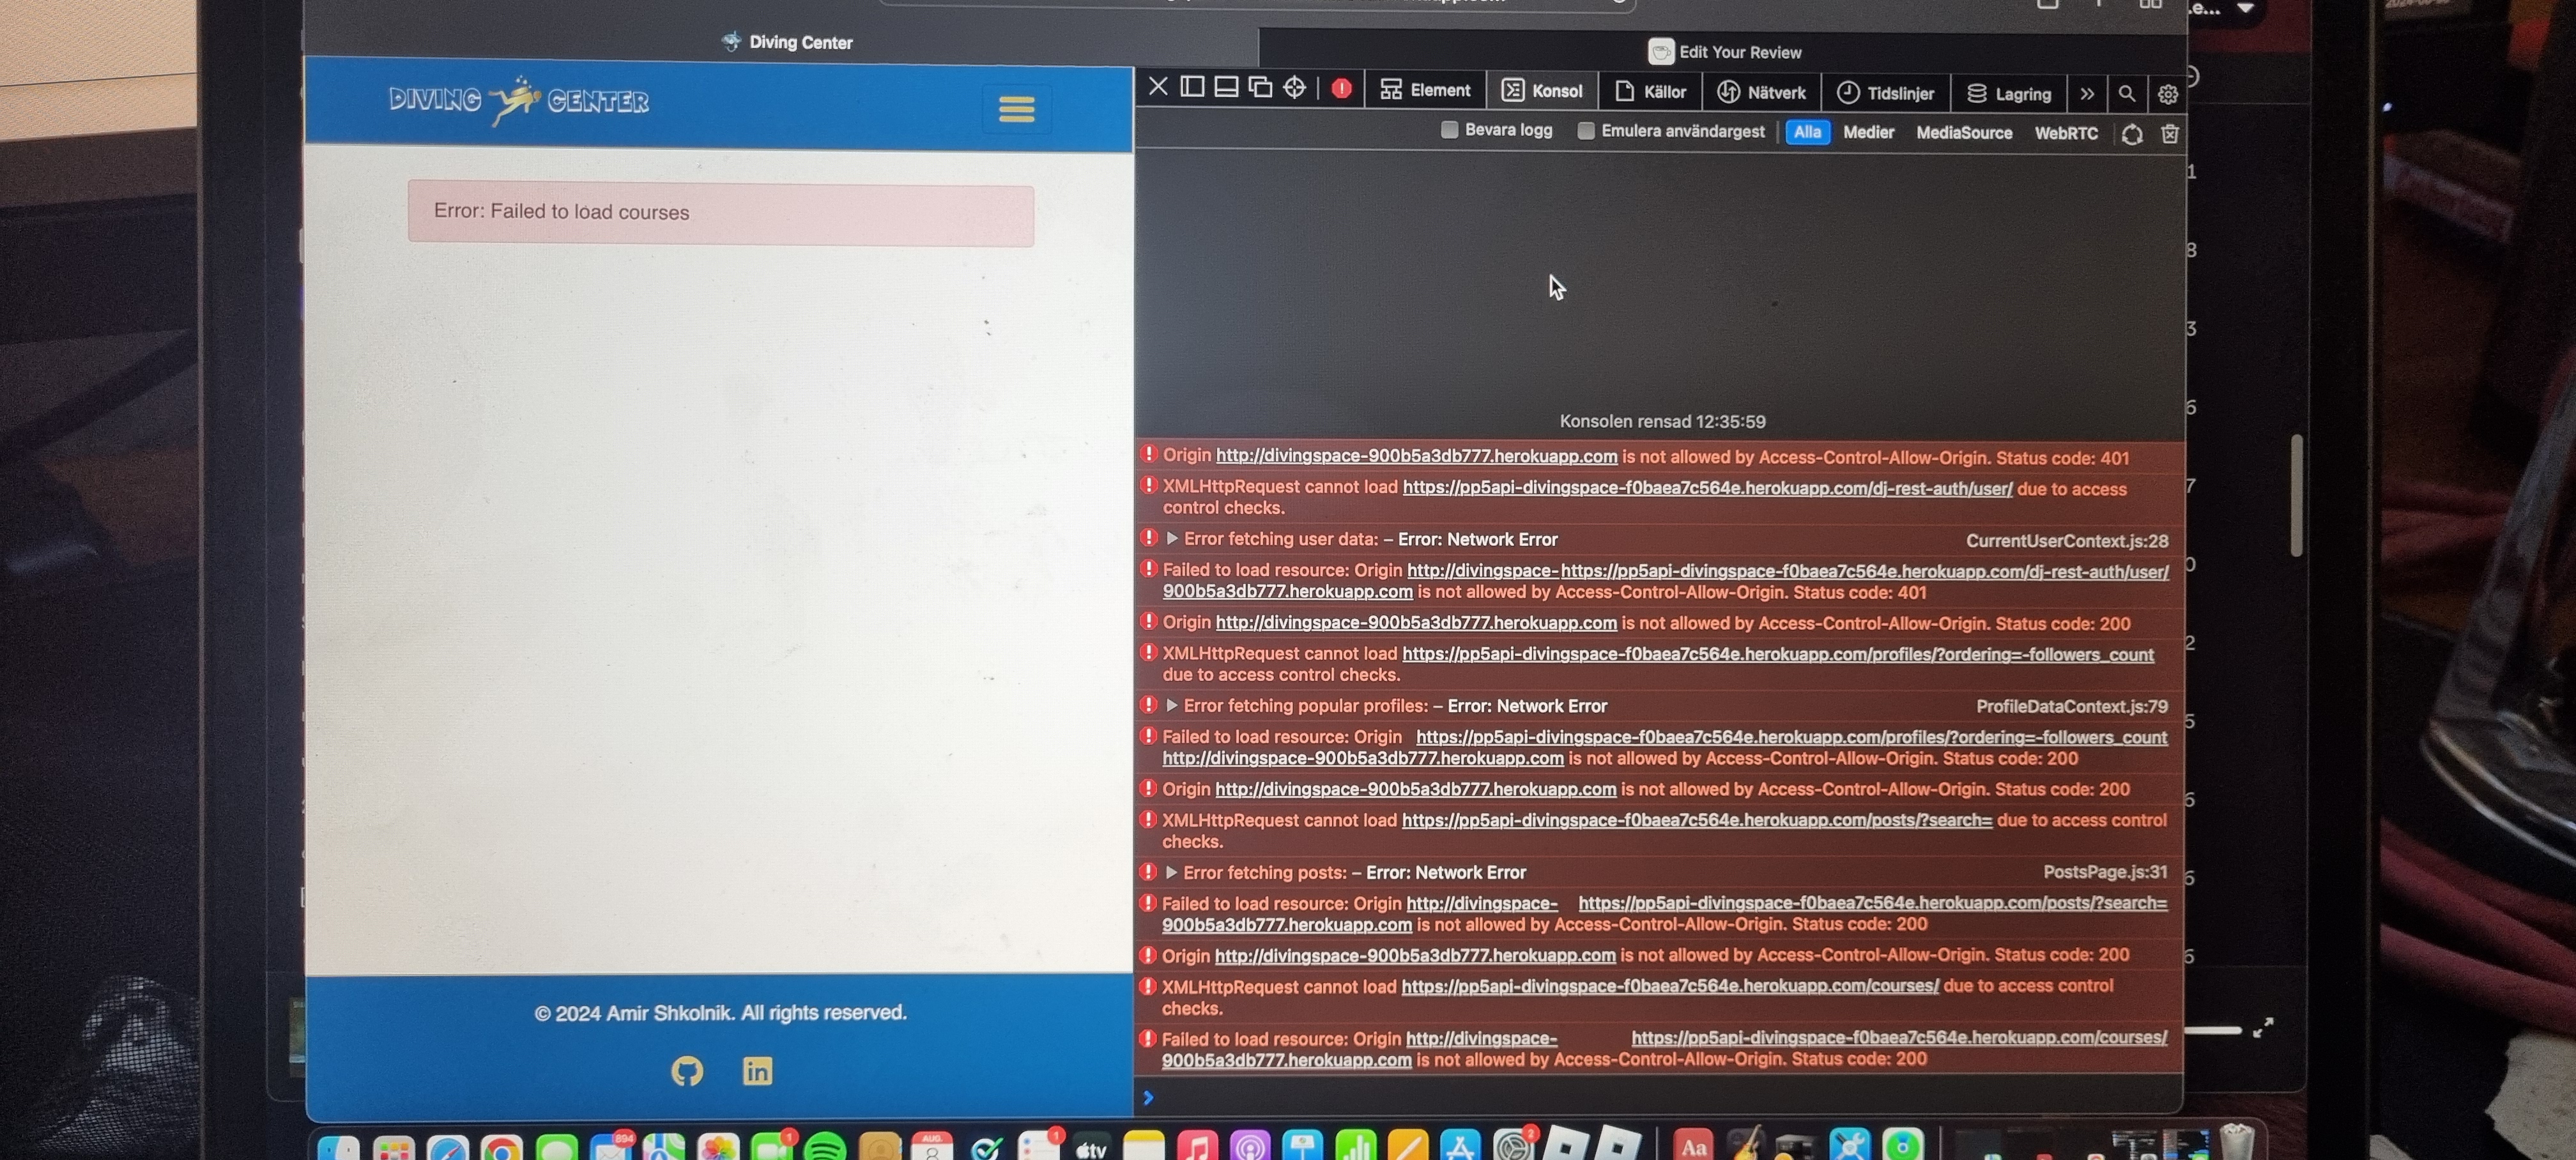 Diving Center
Edit Your Review
DIVING CENTER
Element
Konsol
Källor
Nätverk
Tidslinjer
Lagring
Bevara logg
Emulera användargest
Alla
Medier
MediaSource
WebRTC
Error: Failed to load courses
Konsolen rensad 12:35:59
Origin http://divingspace-900b5a3db777.herokuapp.com is not allowed by Access-Control-Allow-Origin. Status code: 401
XMLHttpRequest cannot load https://pp5api-divingspace-f0baea7c564e.herokuapp.com/dj-rest-auth/user/ due to access
control checks.
Error fetching user data: – Error: Network Error CurrentUserContext.js:28
Failed to load resource: Origin http://divingspace- https://pp5api-divingspace-f0baea7c564e.herokuapp.com/dj-rest-auth/user/
900b5a3db777.herokuapp.com is not allowed by Access-Control-Allow-Origin. Status code: 401
Origin http://divingspace-900b5a3db777.herokuapp.com is not allowed by Access-Control-Allow-Origin. Status code: 200
XMLHttpRequest cannot load https://pp5api-divingspace-f0baea7c564e.herokuapp.com/profiles/?ordering=-followers_count
due to access control checks.
Error fetching popular profiles: – Error: Network Error ProfileDataContext.js:79
Failed to load resource: Origin https://pp5api-divingspace-f0baea7c564e.herokuapp.com/profiles/?ordering=-followers_count
http://divingspace-900b5a3db777.herokuapp.com is not allowed by Access-Control-Allow-Origin. Status code: 200
Origin http://divingspace-900b5a3db777.herokuapp.com is not allowed by Access-Control-Allow-Origin. Status code: 200
XMLHttpRequest cannot load https://pp5api-divingspace-f0baea7c564e.herokuapp.com/posts/?search= due to access control
checks.
Error fetching posts: – Error: Network Error PostsPage.js:31
Failed to load resource: Origin http://divingspace- https://pp5api-divingspace-f0baea7c564e.herokuapp.com/posts/?search=
900b5a3db777.herokuapp.com is not allowed by Access-Control-Allow-Origin. Status code: 200
Origin http://divingspace-900b5a3db777.herokuapp.com is not allowed by Access-Control-Allow-Origin. Status code: 200
XMLHttpRequest cannot load https://pp5api-divingspace-f0baea7c564e.herokuapp.com/courses/ due to access control
checks.
Failed to load resource: Origin http://divingspace- https://pp5api-divingspace-f0baea7c564e.herokuapp.com/courses/
900b5a3db777.herokuapp.com is not allowed by Access-Control-Allow-Origin. Status code: 200
© 2024 Amir Shkolnik. All rights reserved.
in
894
1
AUG.
8
1
tv
2
Aa